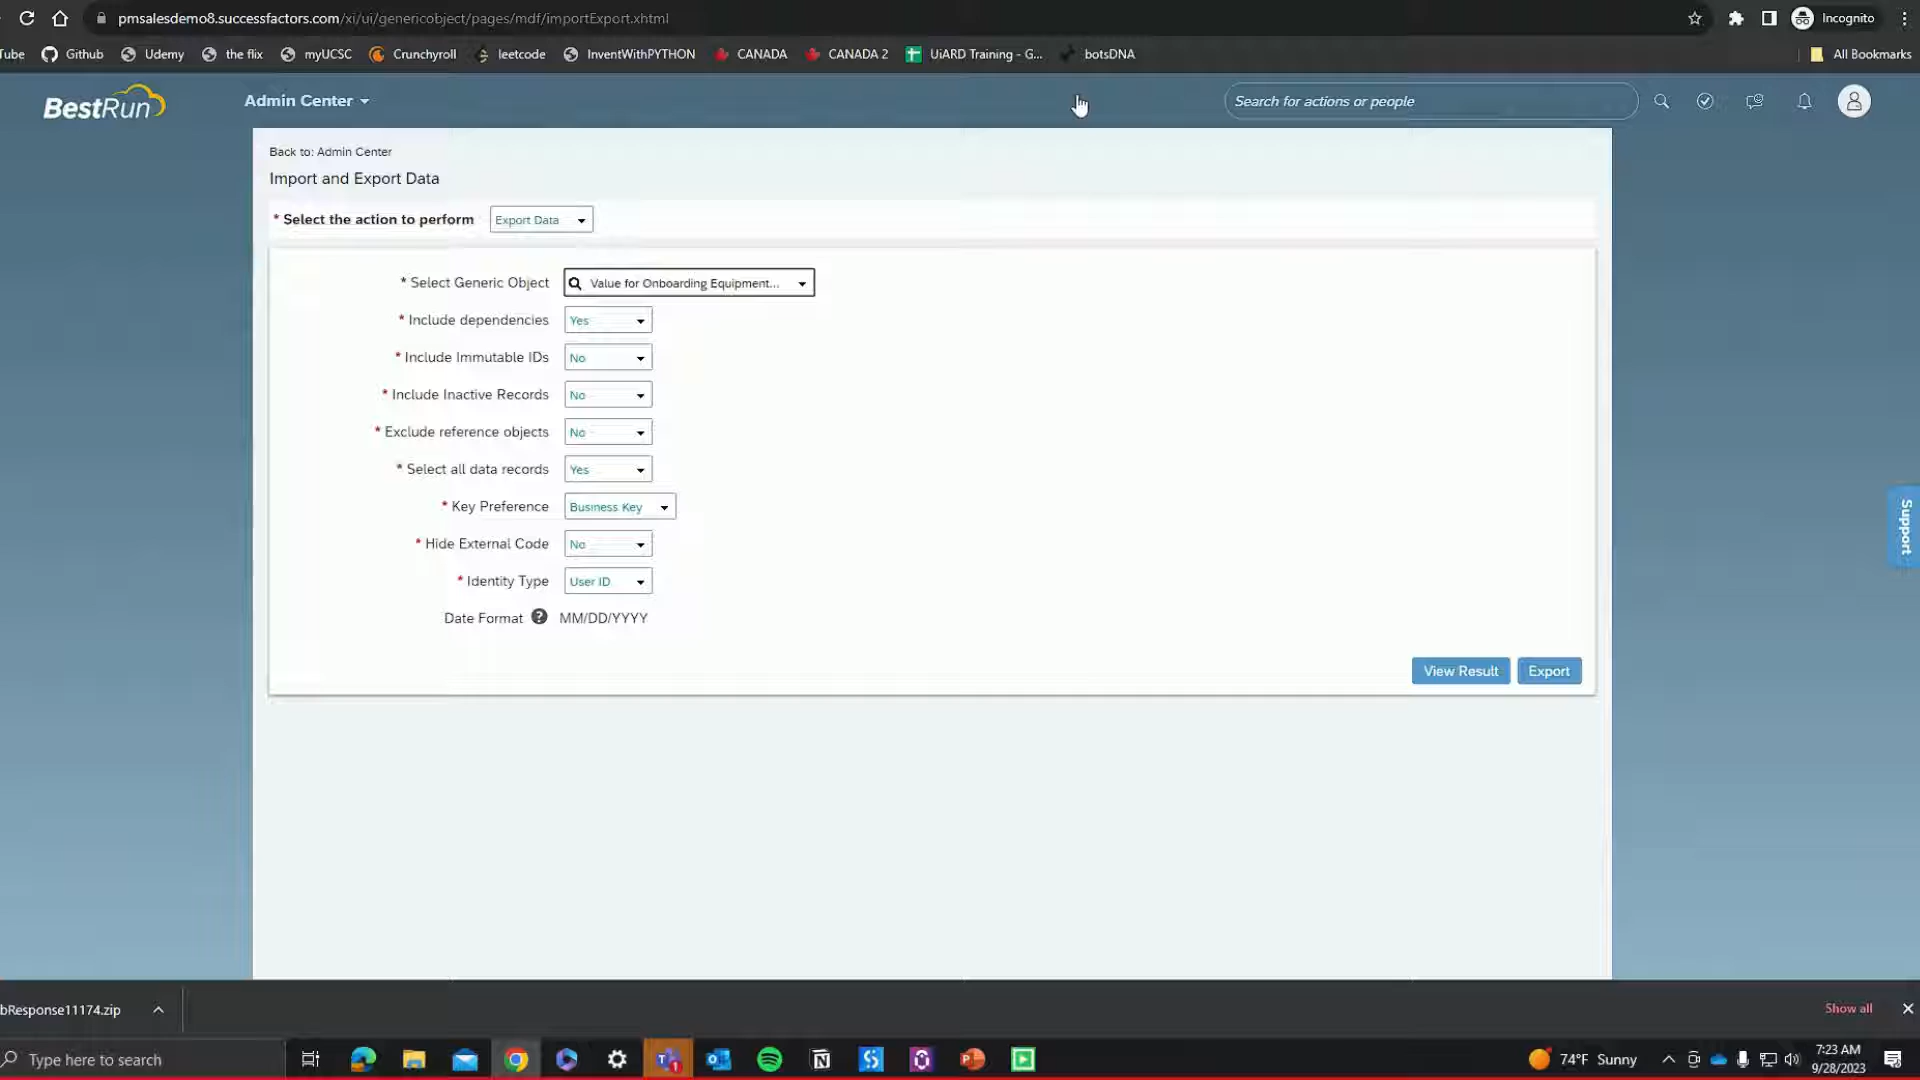 pmsalesdemo8.successfactors.com/xi/ui/genericobject/pages/mdf/importExport.xhtml
Incognito
Tube
Github
Udemy
the flix
myUCSC
Crunchyroll
leetcode
InventWithPYTHON
CANADA
CANADA 2
UiARD Training - G...
botsDNA
All Bookmarks
BestRun
Admin Center
Search for actions or people
Back to: Admin Center
Import and Export Data
* Select the action to perform
Export Data
* Select Generic Object
Value for Onboarding Equipment...
* Include dependencies
Yes
* Include Immutable IDs
No
* Include Inactive Records
No
* Exclude reference objects
No
* Select all data records
Yes
* Key Preference
Business Key
* Hide External Code
No
* Identity Type
User ID
Date Format
?
MM/DD/YYYY
View Result
Export
Support
bResponse11174.zip
Show all
Type here to search
74°F Sunny
7:23 AM
9/28/2023